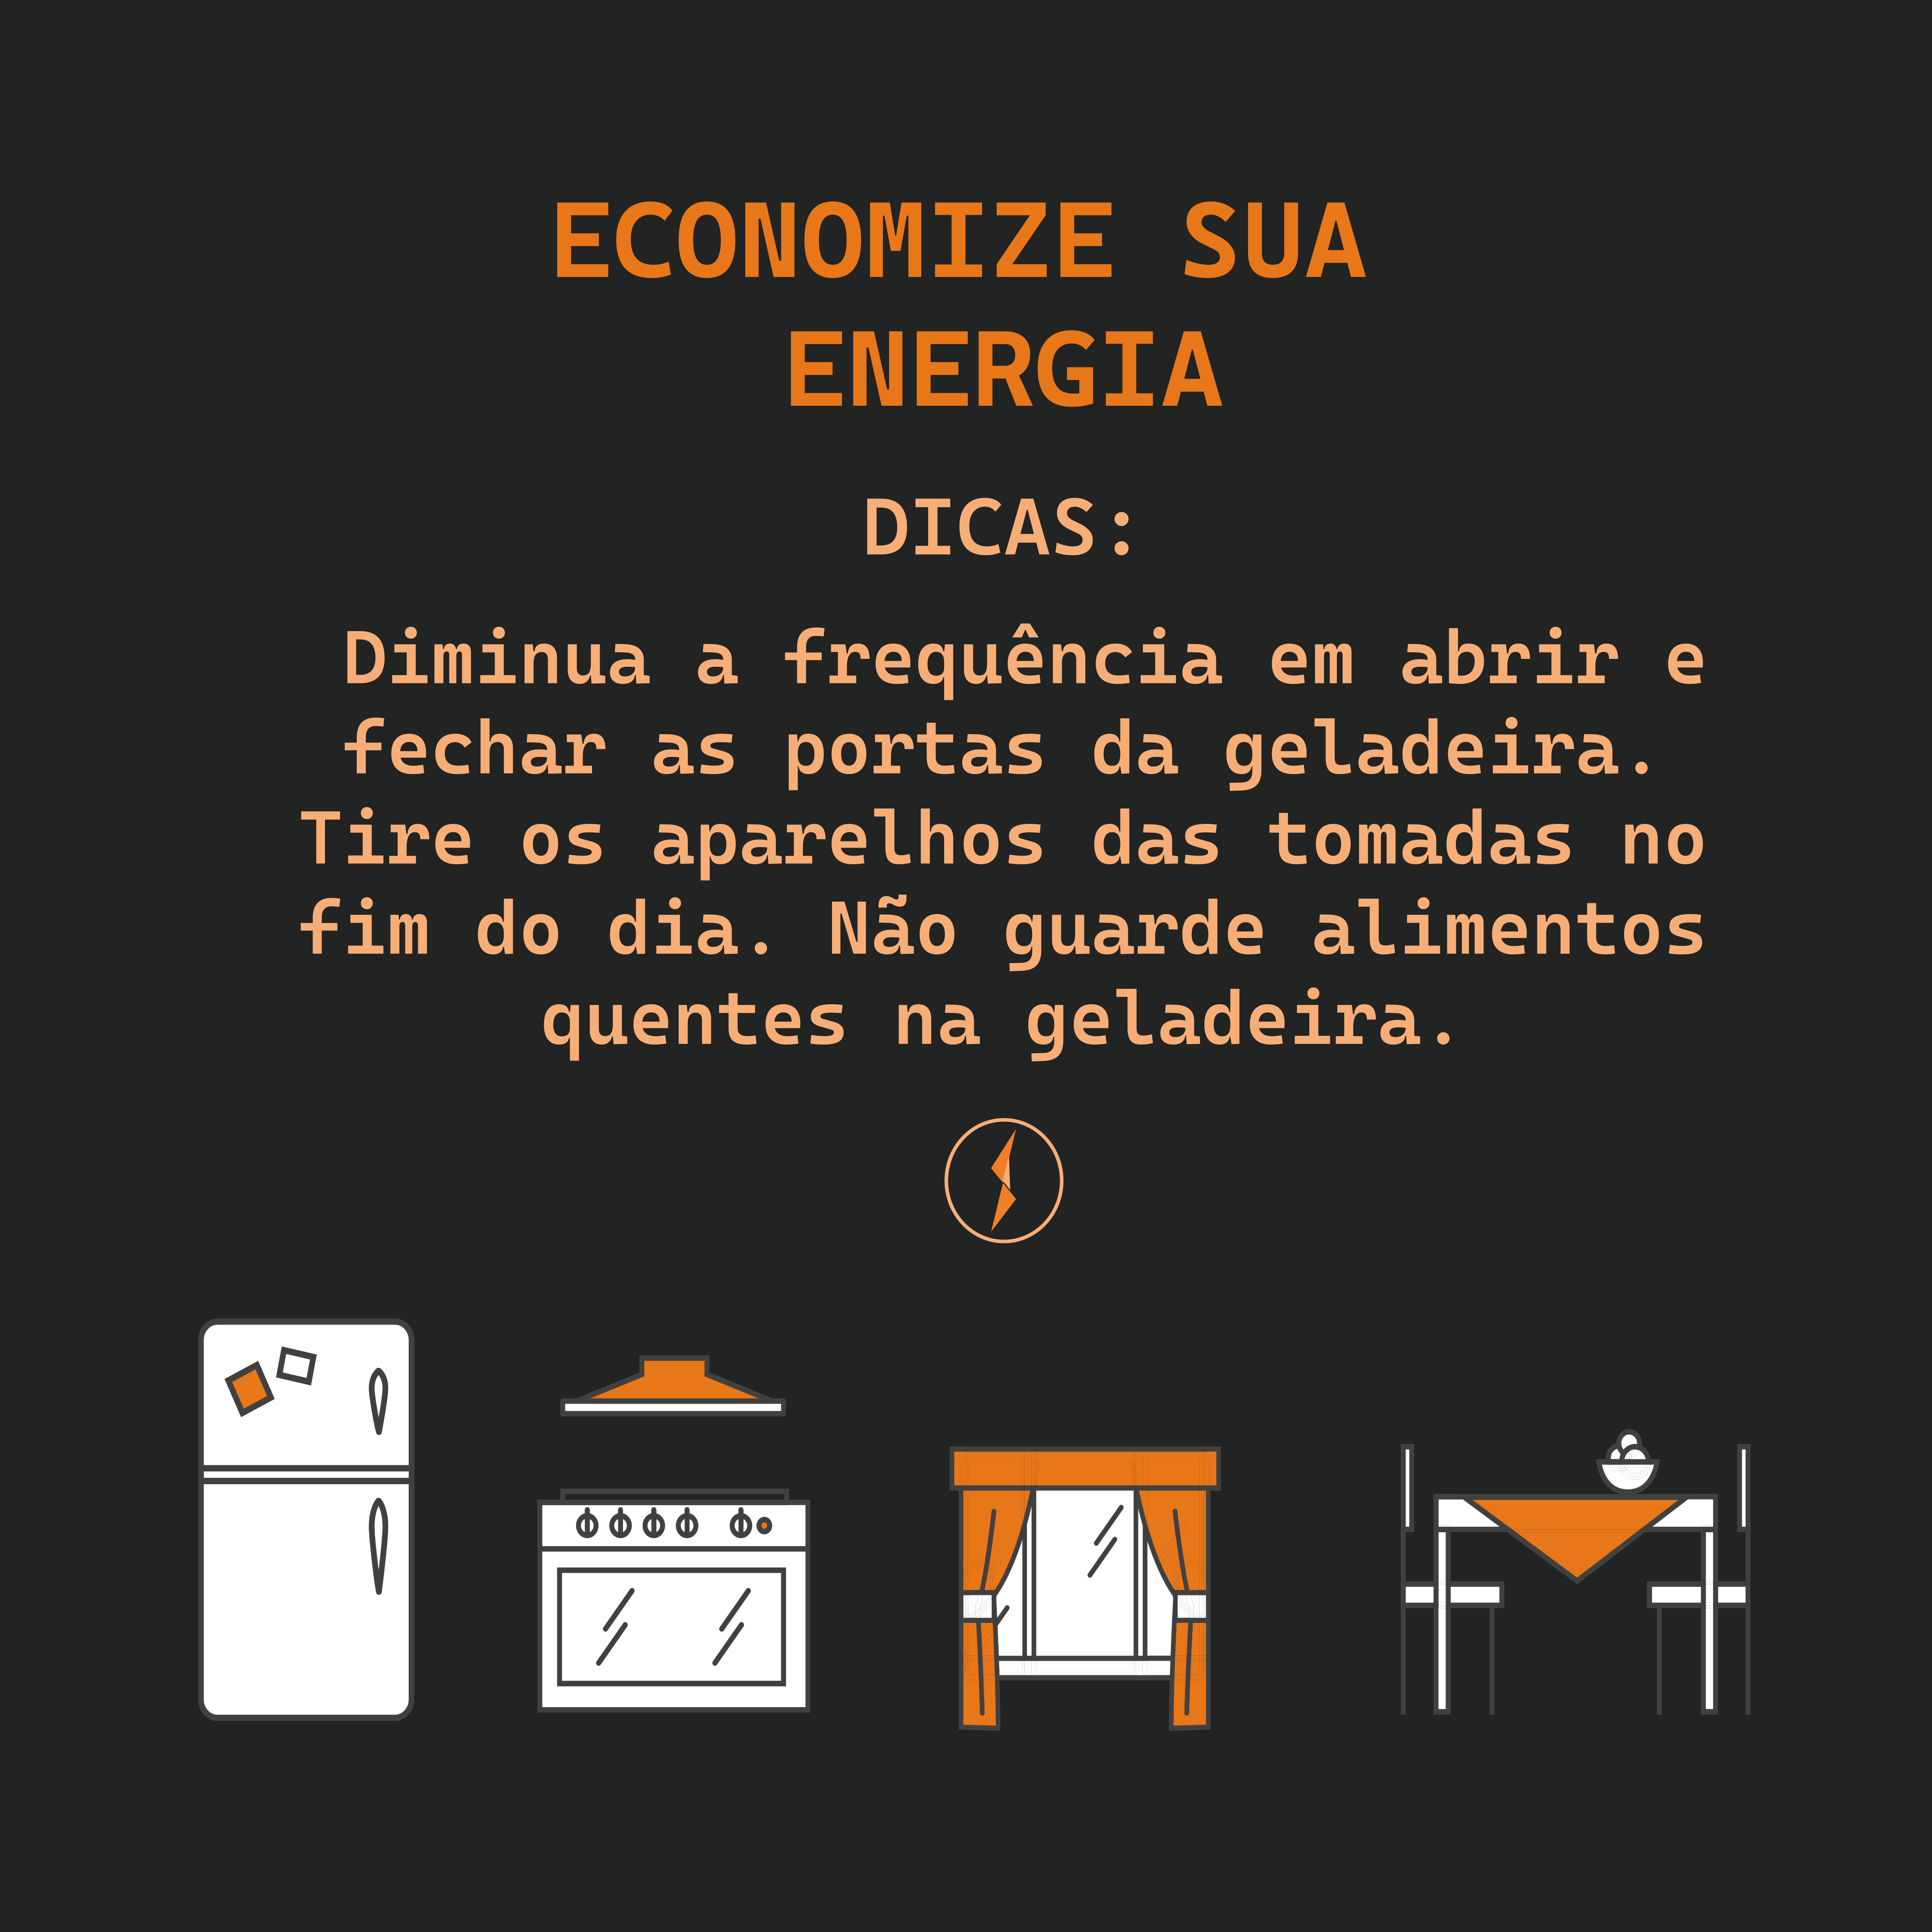 ECONOMIZE SUA
ENERGIA
DICAS:
Diminua a frequência em abrir e
fechar as portas da geladeira.
Tire os aparelhos das tomadas no
fim do dia. Não guarde alimentos
quentes na geladeira.